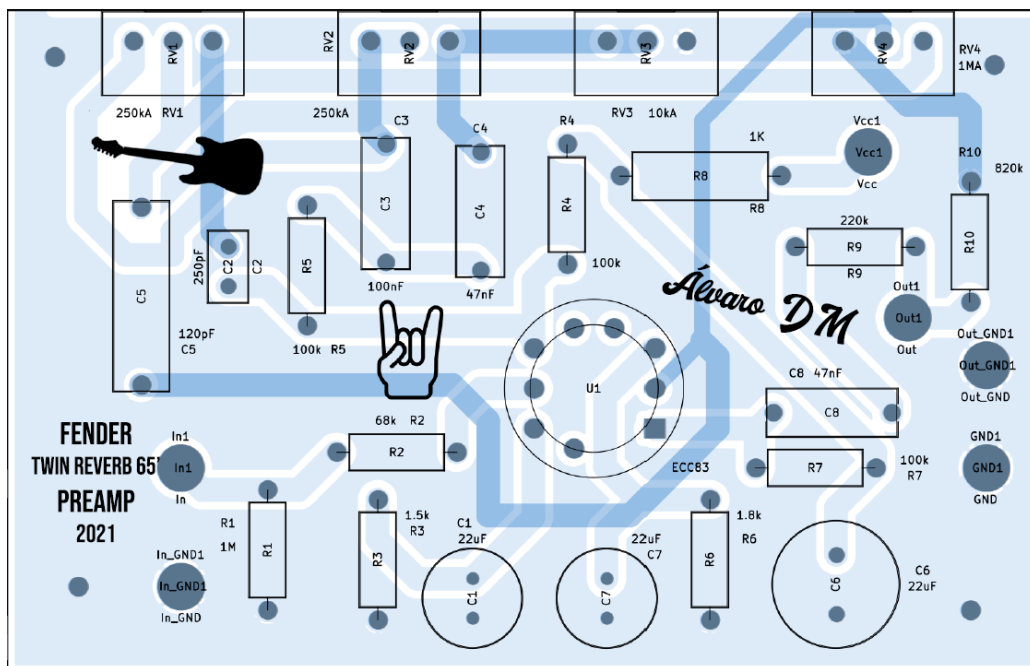 RV1
RV2
RV2
RV3
RV4
RV4
1MA
250kA RV1
250kA
RV3 10kA
C3
C4
R4
1K
Vcc1
Vcc1
Vcc
R10
820k
R8
R8
C3
C4
R4
R5
250pF
C2
C2
220k
R9
R9
R10
C5
100nF
47nF
100k
Álvaro DM
Out1
Out1
Out
120pF
C5
100k R5
Out_GND1
Out_GND1
Out_GND
U1
C8 47nF
C8
68k R2
R2
FENDER
TWIN REVERB 65'
PREAMP
2021
In1
In1
In
ECC83
R7
100k
R7
GND1
GND1
GND
R1
1M
R1
1.5k
R3
R3
C1
22uF
C1
22uF
C7
C7
1.8k
R6
R6
C6
C6
22uF
In_GND1
In_GND1
In_GND